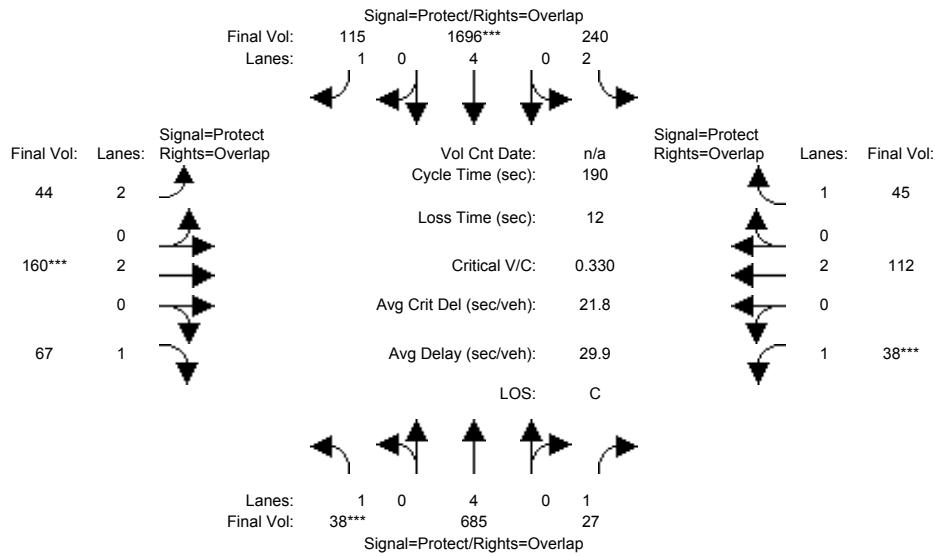 Signal=Protect/Rights=Overlap
Final Vol: 115 1696*** 240
Lanes: 1 0 4 0 2
Signal=Protect Signal=Protect
Final Vol: Lanes: Rights=Overlap Vol Cnt Date: n/a Rights=Overlap Lanes: Final Vol:
Cycle Time (sec): 190
44 2 1 45
Loss Time (sec): 12
0 0
160*** 2 Critical V/C: 0.330 2 112
0 Avg Crit Del (sec/veh): 21.8 0
67 1 Avg Delay (sec/veh): 29.9 1 38***
LOS: C
Lanes: 1 0 4 0 1
Final Vol: 38*** 685 27
Signal=Protect/Rights=Overlap